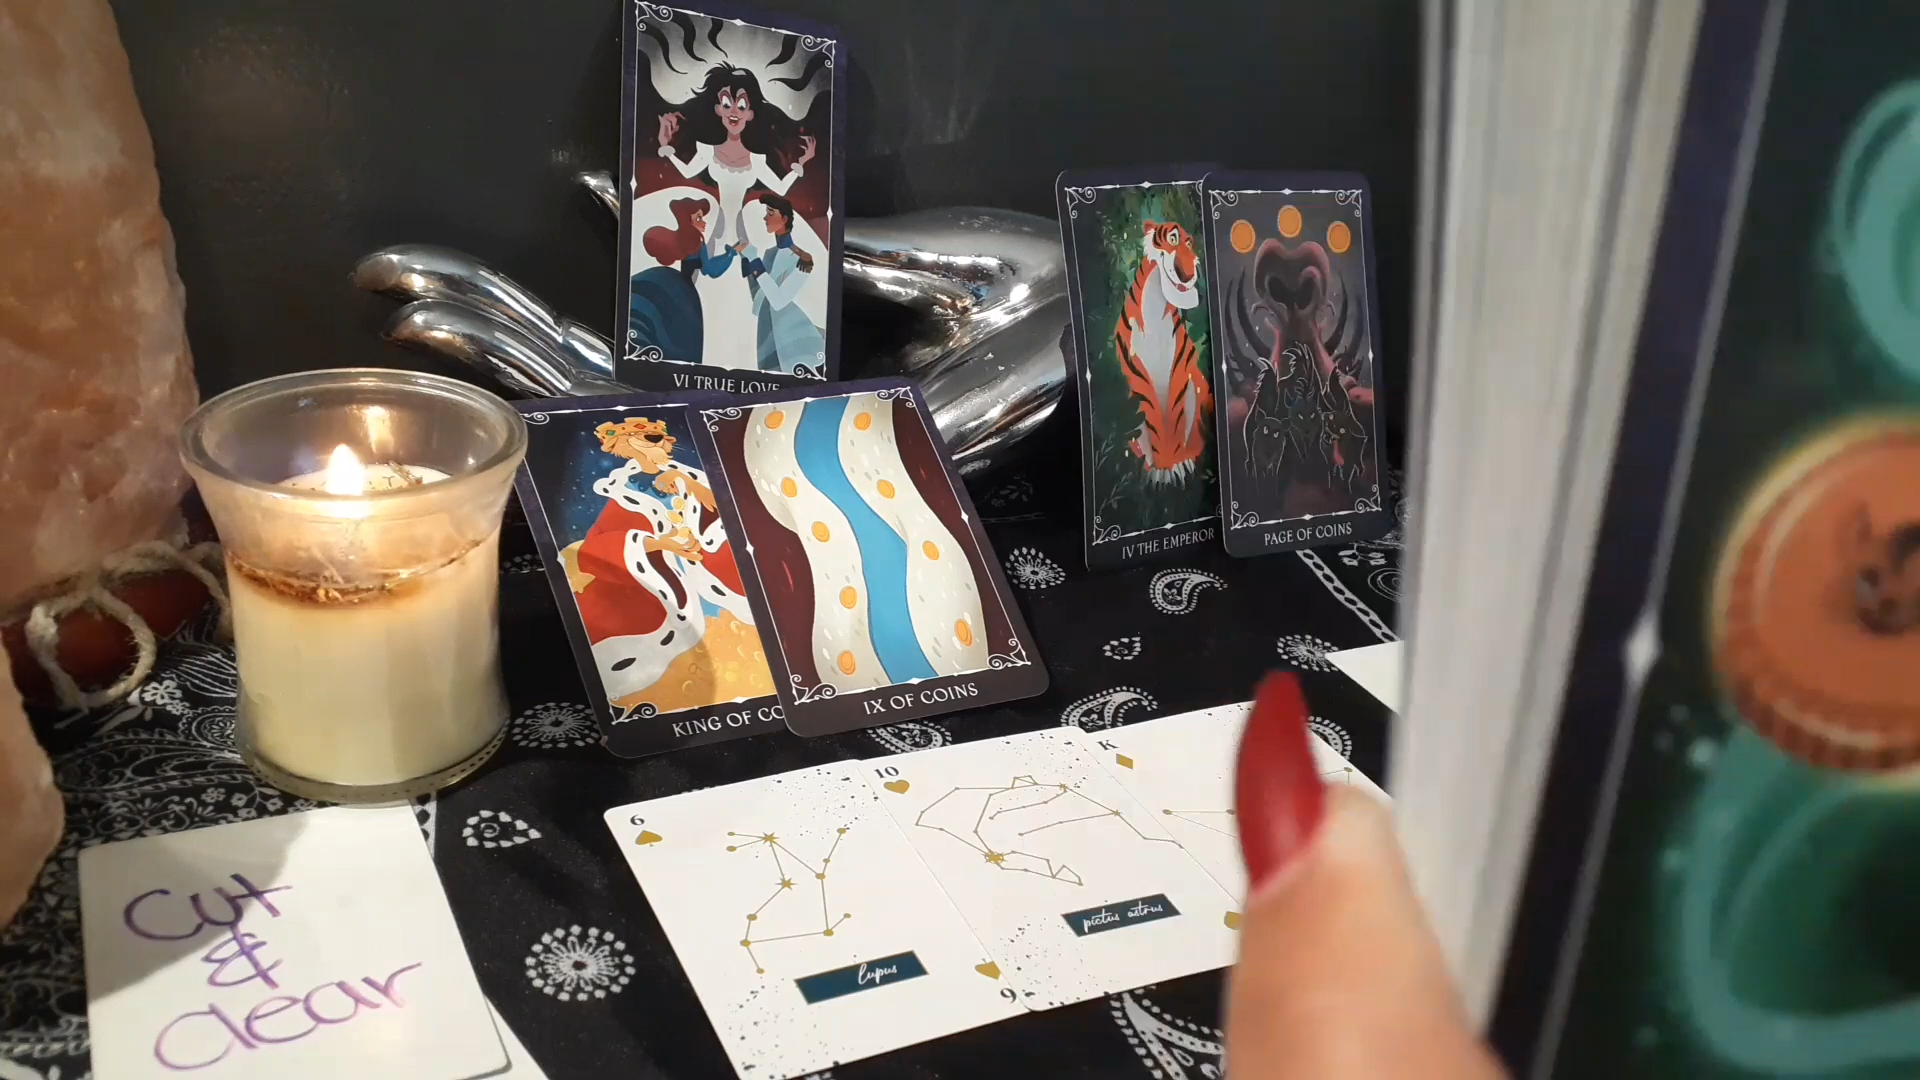 VI TRUE LOVE
IV THE EMPEROR
PAGE OF COINS
KING OF CO
IX OF COINS
6
10
K
lupus
pictus astrus
9
cut
&
clear